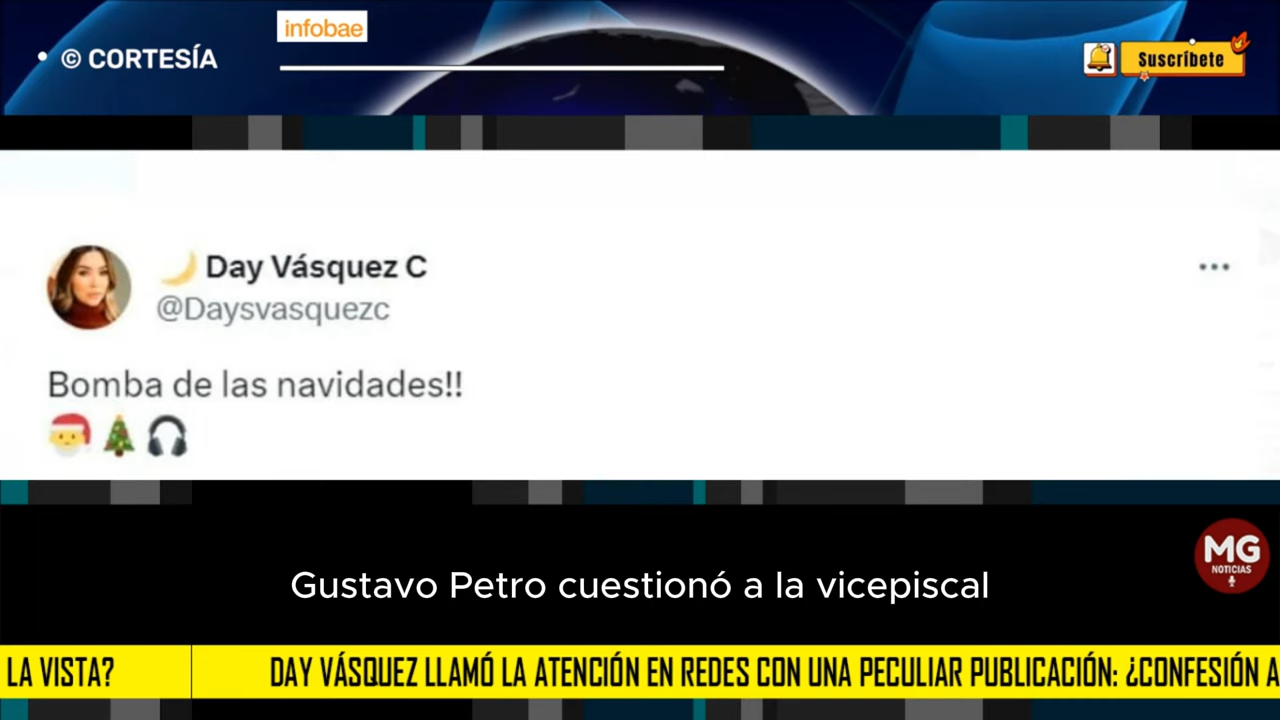 infobae
© CORTESÍA
Suscríbete
Day Vásquez C
@Daysvasquezc
Bomba de las navidades!!
MG
NOTICIAS
Gustavo Petro cuestionó a la vicepiscal
LA VISTA? DAY VÁSQUEZ LLAMÓ LA ATENCIÓN EN REDES CON UNA PECULIAR PUBLICACIÓN: ¿CONFESIÓN A